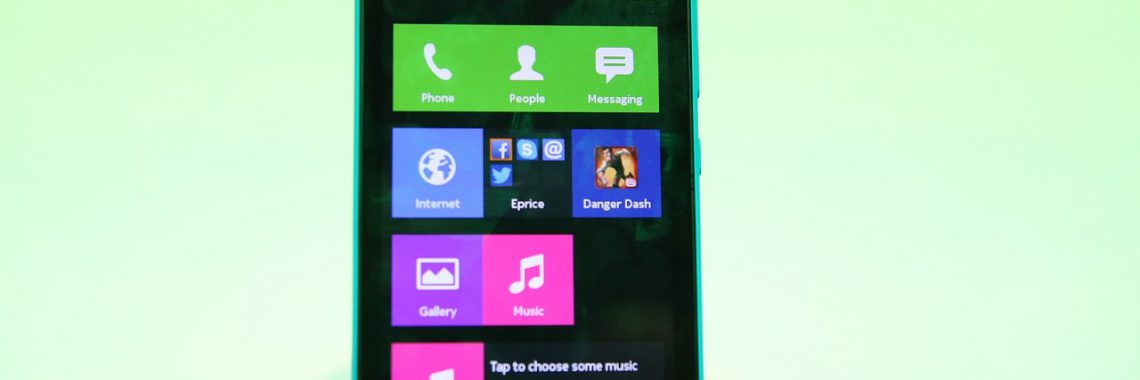 Phone People Messaging
f S @
Internet Eprice Danger Dash
Gallery Music
Tap to choose some music